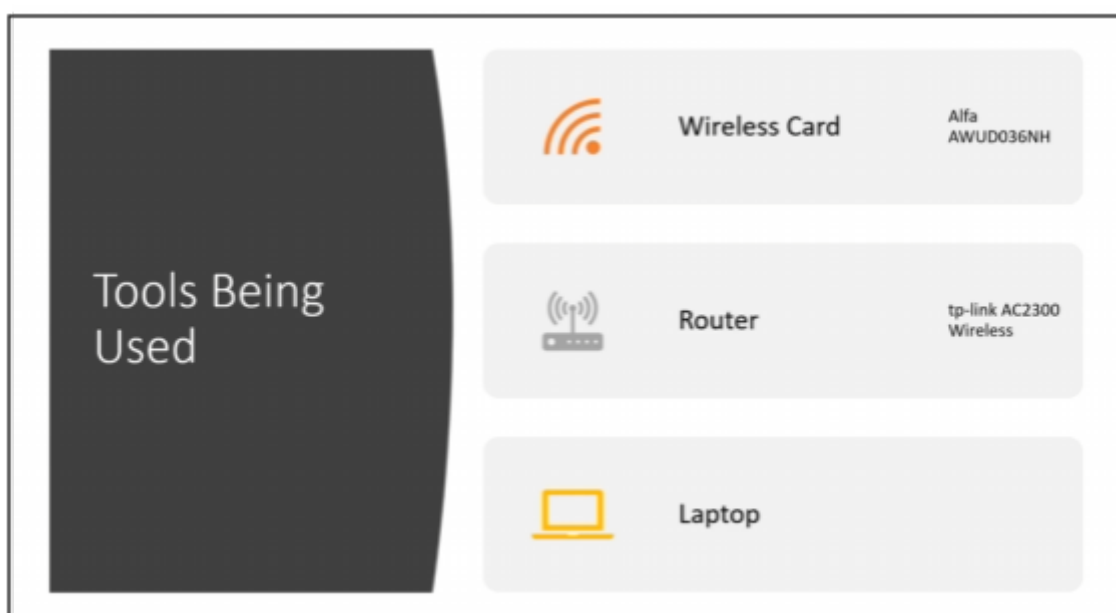 Tools Being
Used
Wireless Card
Alfa
AWUD036NH
Router
tp-link AC2300
Wireless
Laptop